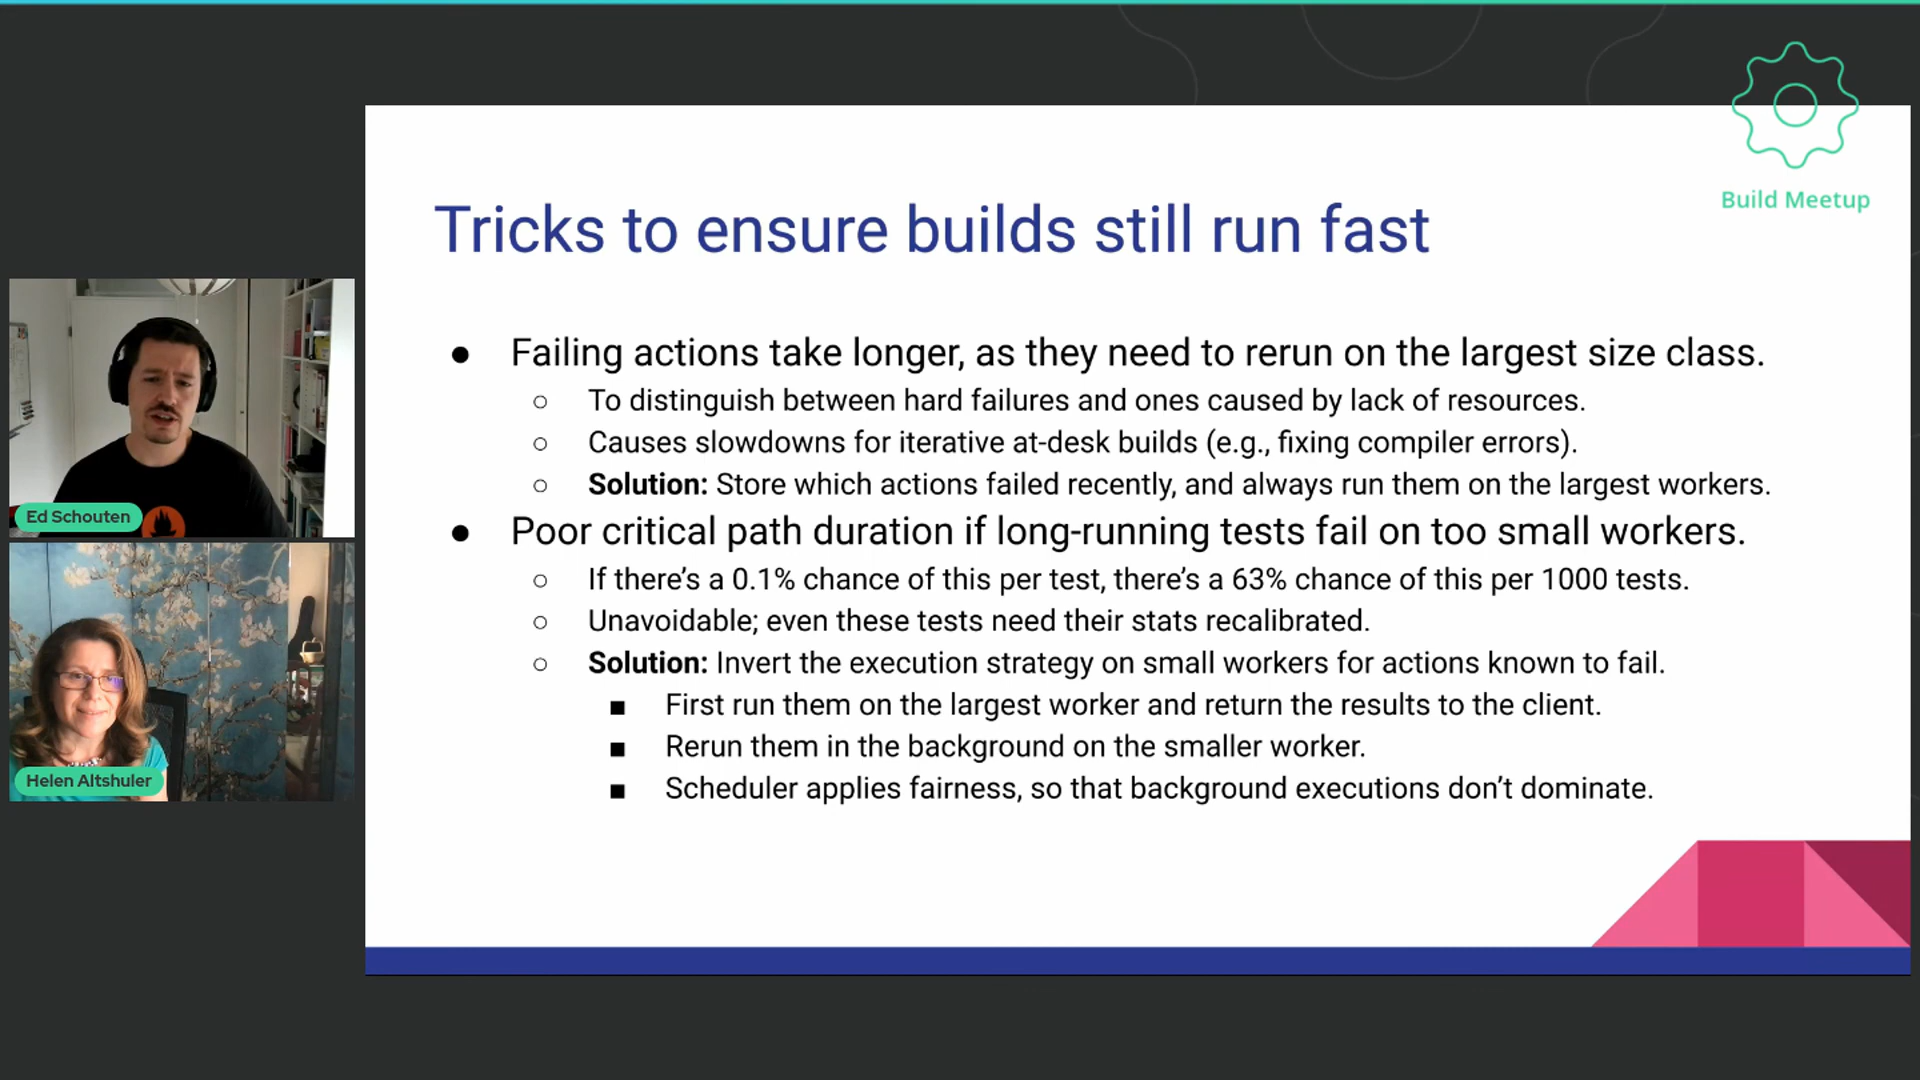 Build Meetup
Tricks to ensure builds still run fast
● Failing actions take longer, as they need to rerun on the largest size class.
○ To distinguish between hard failures and ones caused by lack of resources.
○ Causes slowdowns for iterative at-desk builds (e.g., fixing compiler errors).
○ Solution: Store which actions failed recently, and always run them on the largest workers.
● Poor critical path duration if long-running tests fail on too small workers.
○ If there’s a 0.1% chance of this per test, there’s a 63% chance of this per 1000 tests.
○ Unavoidable; even these tests need their stats recalibrated.
○ Solution: Invert the execution strategy on small workers for actions known to fail.
■ First run them on the largest worker and return the results to the client.
■ Rerun them in the background on the smaller worker.
■ Scheduler applies fairness, so that background executions don’t dominate.
Ed Schouten
Helen Altshuler